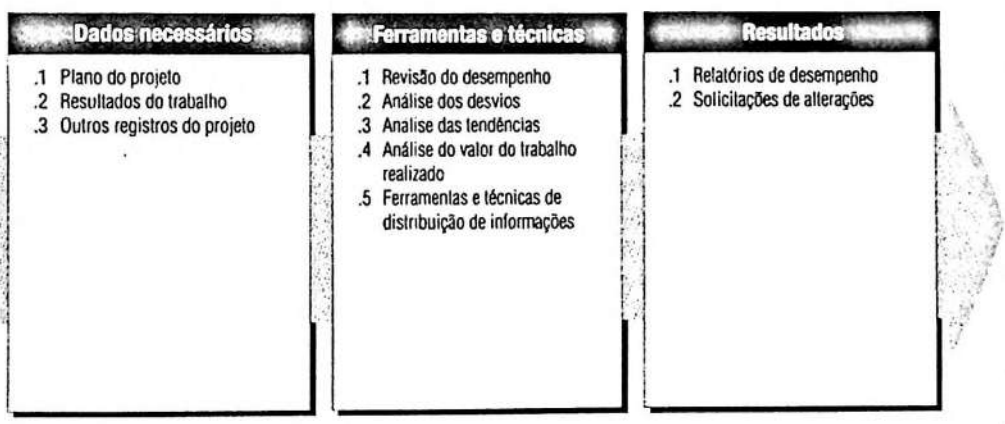 Dados necessários
.1 Plano do projeto
.2 Resultados do trabalho
.3 Outros registros do projeto
Ferramentas e técnicas
.1 Revisão do desempenho
.2 Análise dos desvios
.3 Analise das tendências
.4 Análise do valor do trabalho
realizado
.5 Ferramentas e técnicas de
distribuição de informações
Resultados
.1 Relatórios de desempenho
.2 Solicitações de alterações